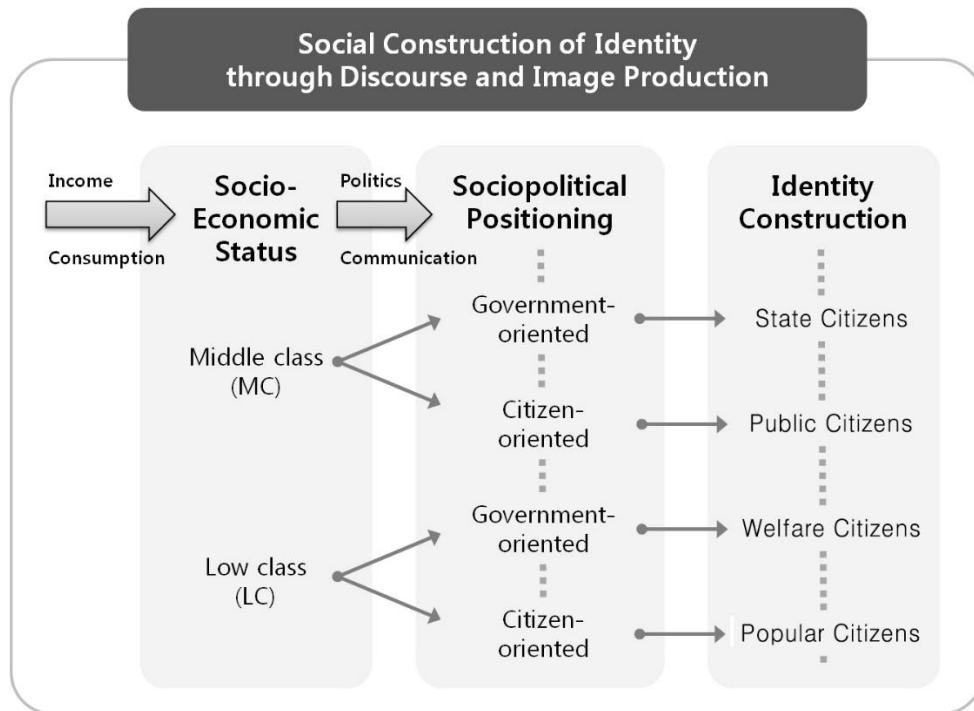 Social Construction of Identity
through Discourse and Image Production
Income
Consumption
Socio-
Economic
Status
Politics
Communication
Sociopolitical
Positioning
Identity
Construction
Middle class
(MC)
Government-
oriented
State Citizens
Citizen-
oriented
Public Citizens
Low class
(LC)
Government-
oriented
Welfare Citizens
Citizen-
oriented
Popular Citizens